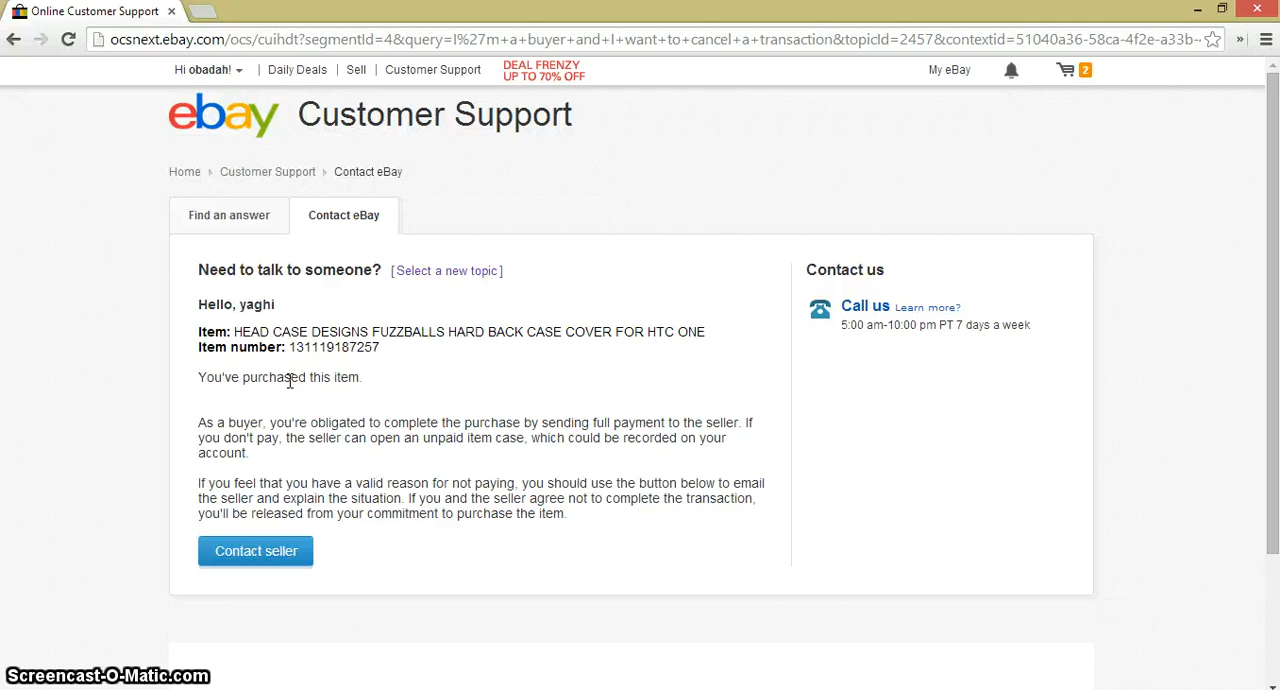 Online Customer Support
ocsnext.ebay.com/ocs/cuihdt?segmentId=4&query=I%27m+a+buyer+and+I+want+to+cancel+a+transaction&topicId=2457&contextid=51040a36-58ca-4f2e-a33b-
Hi obadah! Daily Deals Sell Customer Support DEAL FRENZY My eBay 2
UP TO 70% OFF
ebay Customer Support
Home Customer Support Contact eBay
Find an answer Contact eBay
Need to talk to someone? [Select a new topic] Contact us
Hello, yaghi
Call us Learn more?
5:00 am-10:00 pm PT 7 days a week
Item: HEAD CASE DESIGNS FUZZBALLS HARD BACK CASE COVER FOR HTC ONE
Item number: 131119187257
You've purchased this item.
As a buyer, you're obligated to complete the purchase by sending full payment to the seller. If
you don't pay, the seller can open an unpaid item case, which could be recorded on your
account.
If you feel that you have a valid reason for not paying, you should use the button below to email
the seller and explain the situation. If you and the seller agree not to complete the transaction,
you'll be released from your commitment to purchase the item.
Contact seller
Screencast-O-Matic.com